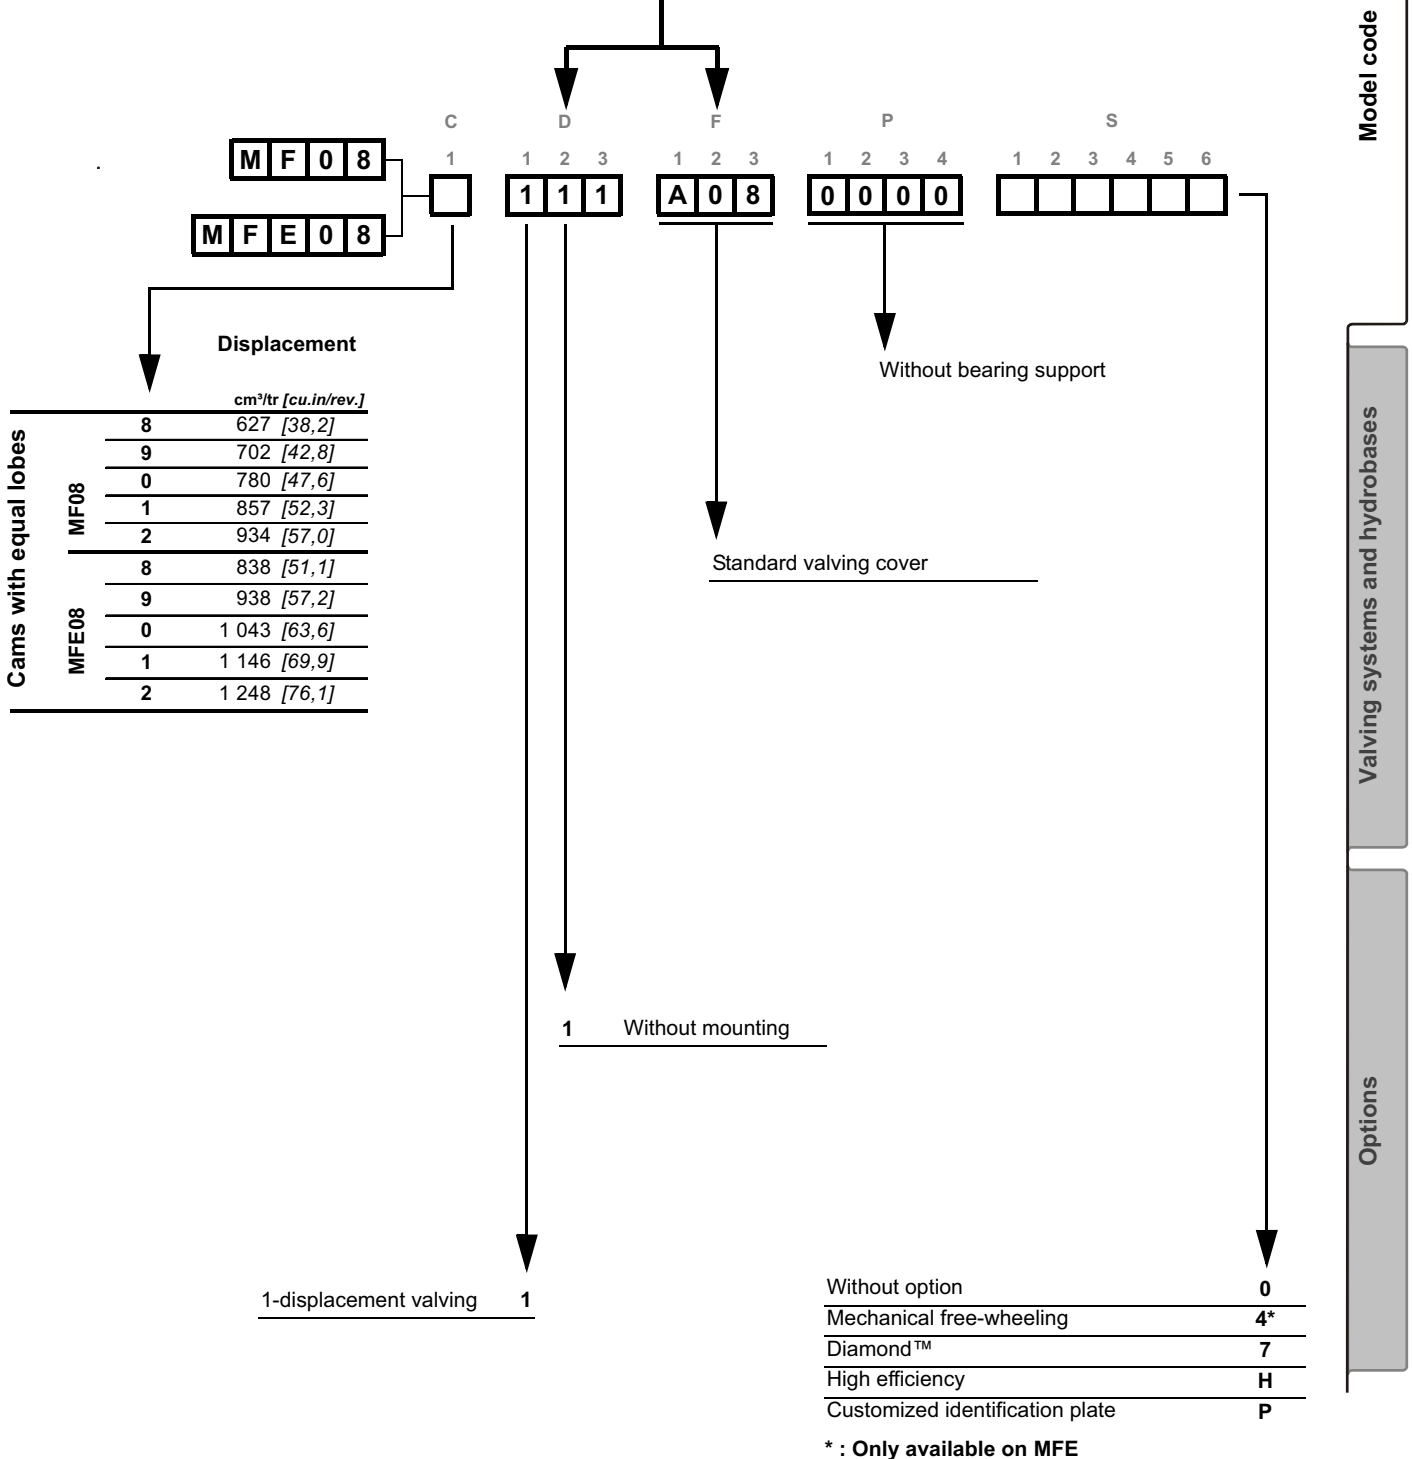 Model code
C D F P S
M F 0 8 1 1 2 3 1 2 3 1 2 3 4 1 2 3 4 5 6
1 1 1 A 0 8 0 0 0 0
M F E 0 8
Displacement
Without bearing support
cm³/tr [cu.in/rev.]
Cams with equal lobes
MF08
8 627 [38,2]
9 702 [42,8]
0 780 [47,6]
1 857 [52,3]
2 934 [57,0]
MFE08
8 838 [51,1]
9 938 [57,2]
0 1 043 [63,6]
1 1 146 [69,9]
2 1 248 [76,1]
Standard valving cover
Valving systems and hydrobases
1 Without mounting
Options
1-displacement valving 1
Without option 0
Mechanical free-wheeling 4*
Diamond™ 7
High efficiency H
Customized identification plate P
* : Only available on MFE